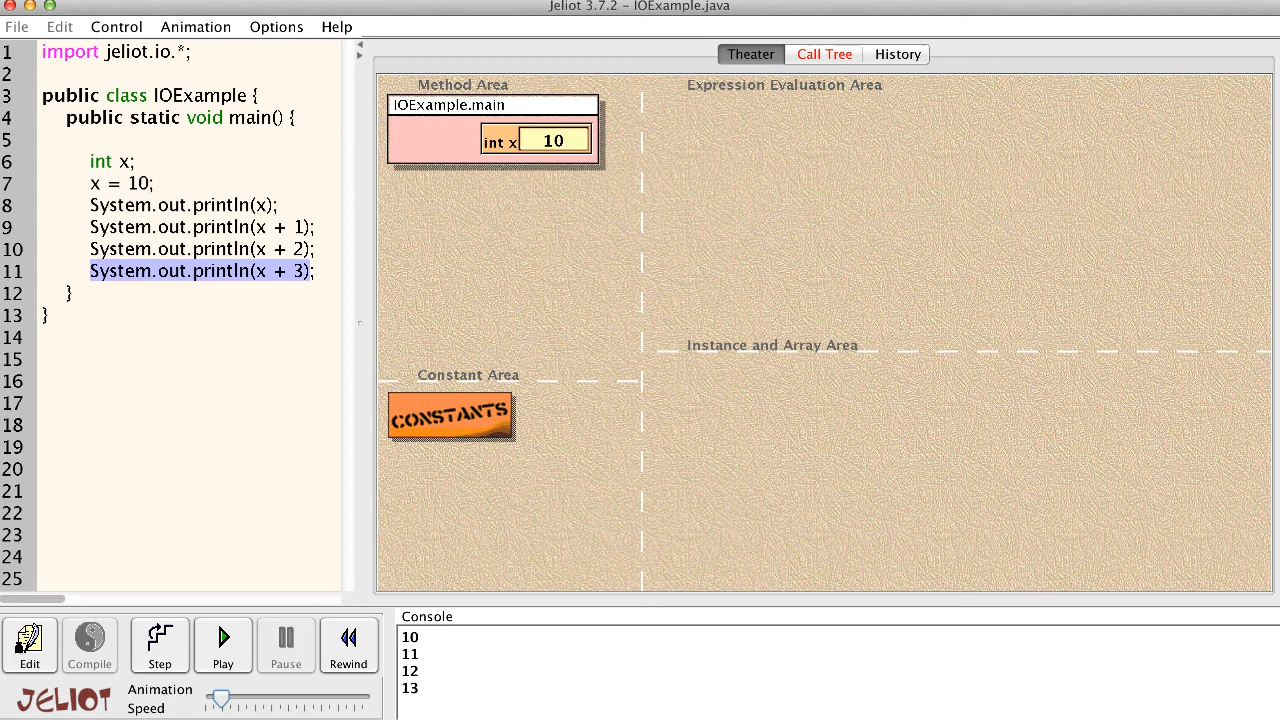 Jeliot 3.7.2 - IOExample.java
File Edit Control Animation Options Help
1 import jeliot.io.*;
2
3 public class IOExample {
4 public static void main() {
5
6 int x;
7 x = 10;
8 System.out.println(x);
9 System.out.println(x + 1);
10 System.out.println(x + 2);
11 System.out.println(x + 3);
12 }
13 }
14
15
16
17
18
19
20
21
22
23
24
25
Theater Call Tree History
Method Area
IOExample.main
int x 10
Expression Evaluation Area
Instance and Array Area
Constant Area
CONSTANTS
Edit Compile Step Play Pause Rewind
JELIOT
Animation
Speed
Console
10
11
12
13